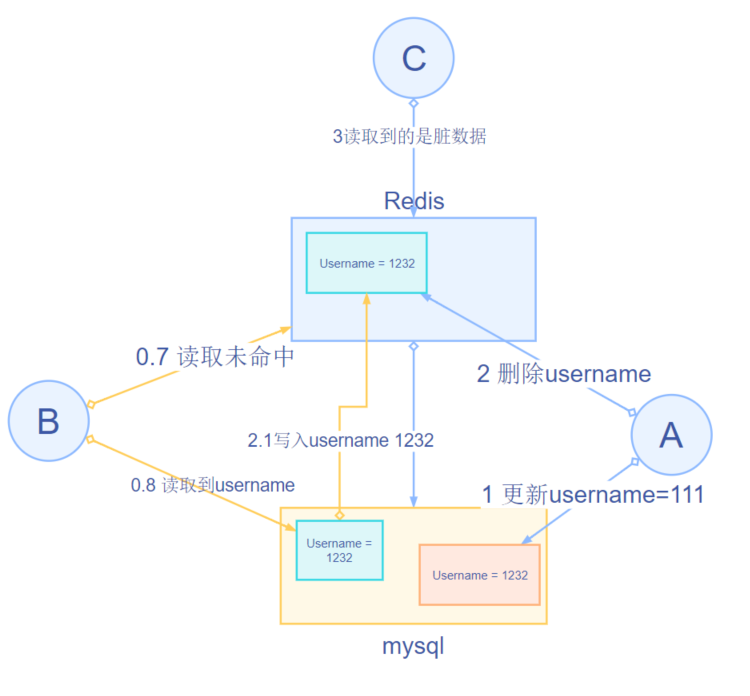 C
3读取到的是脏数据
Redis
Username = 1232
0.7 读取未命中
2 删除username
B
A
2.1写入username 1232
0.8 读取到username
1 更新username=111
Username =
1232
Username = 1232
mysql